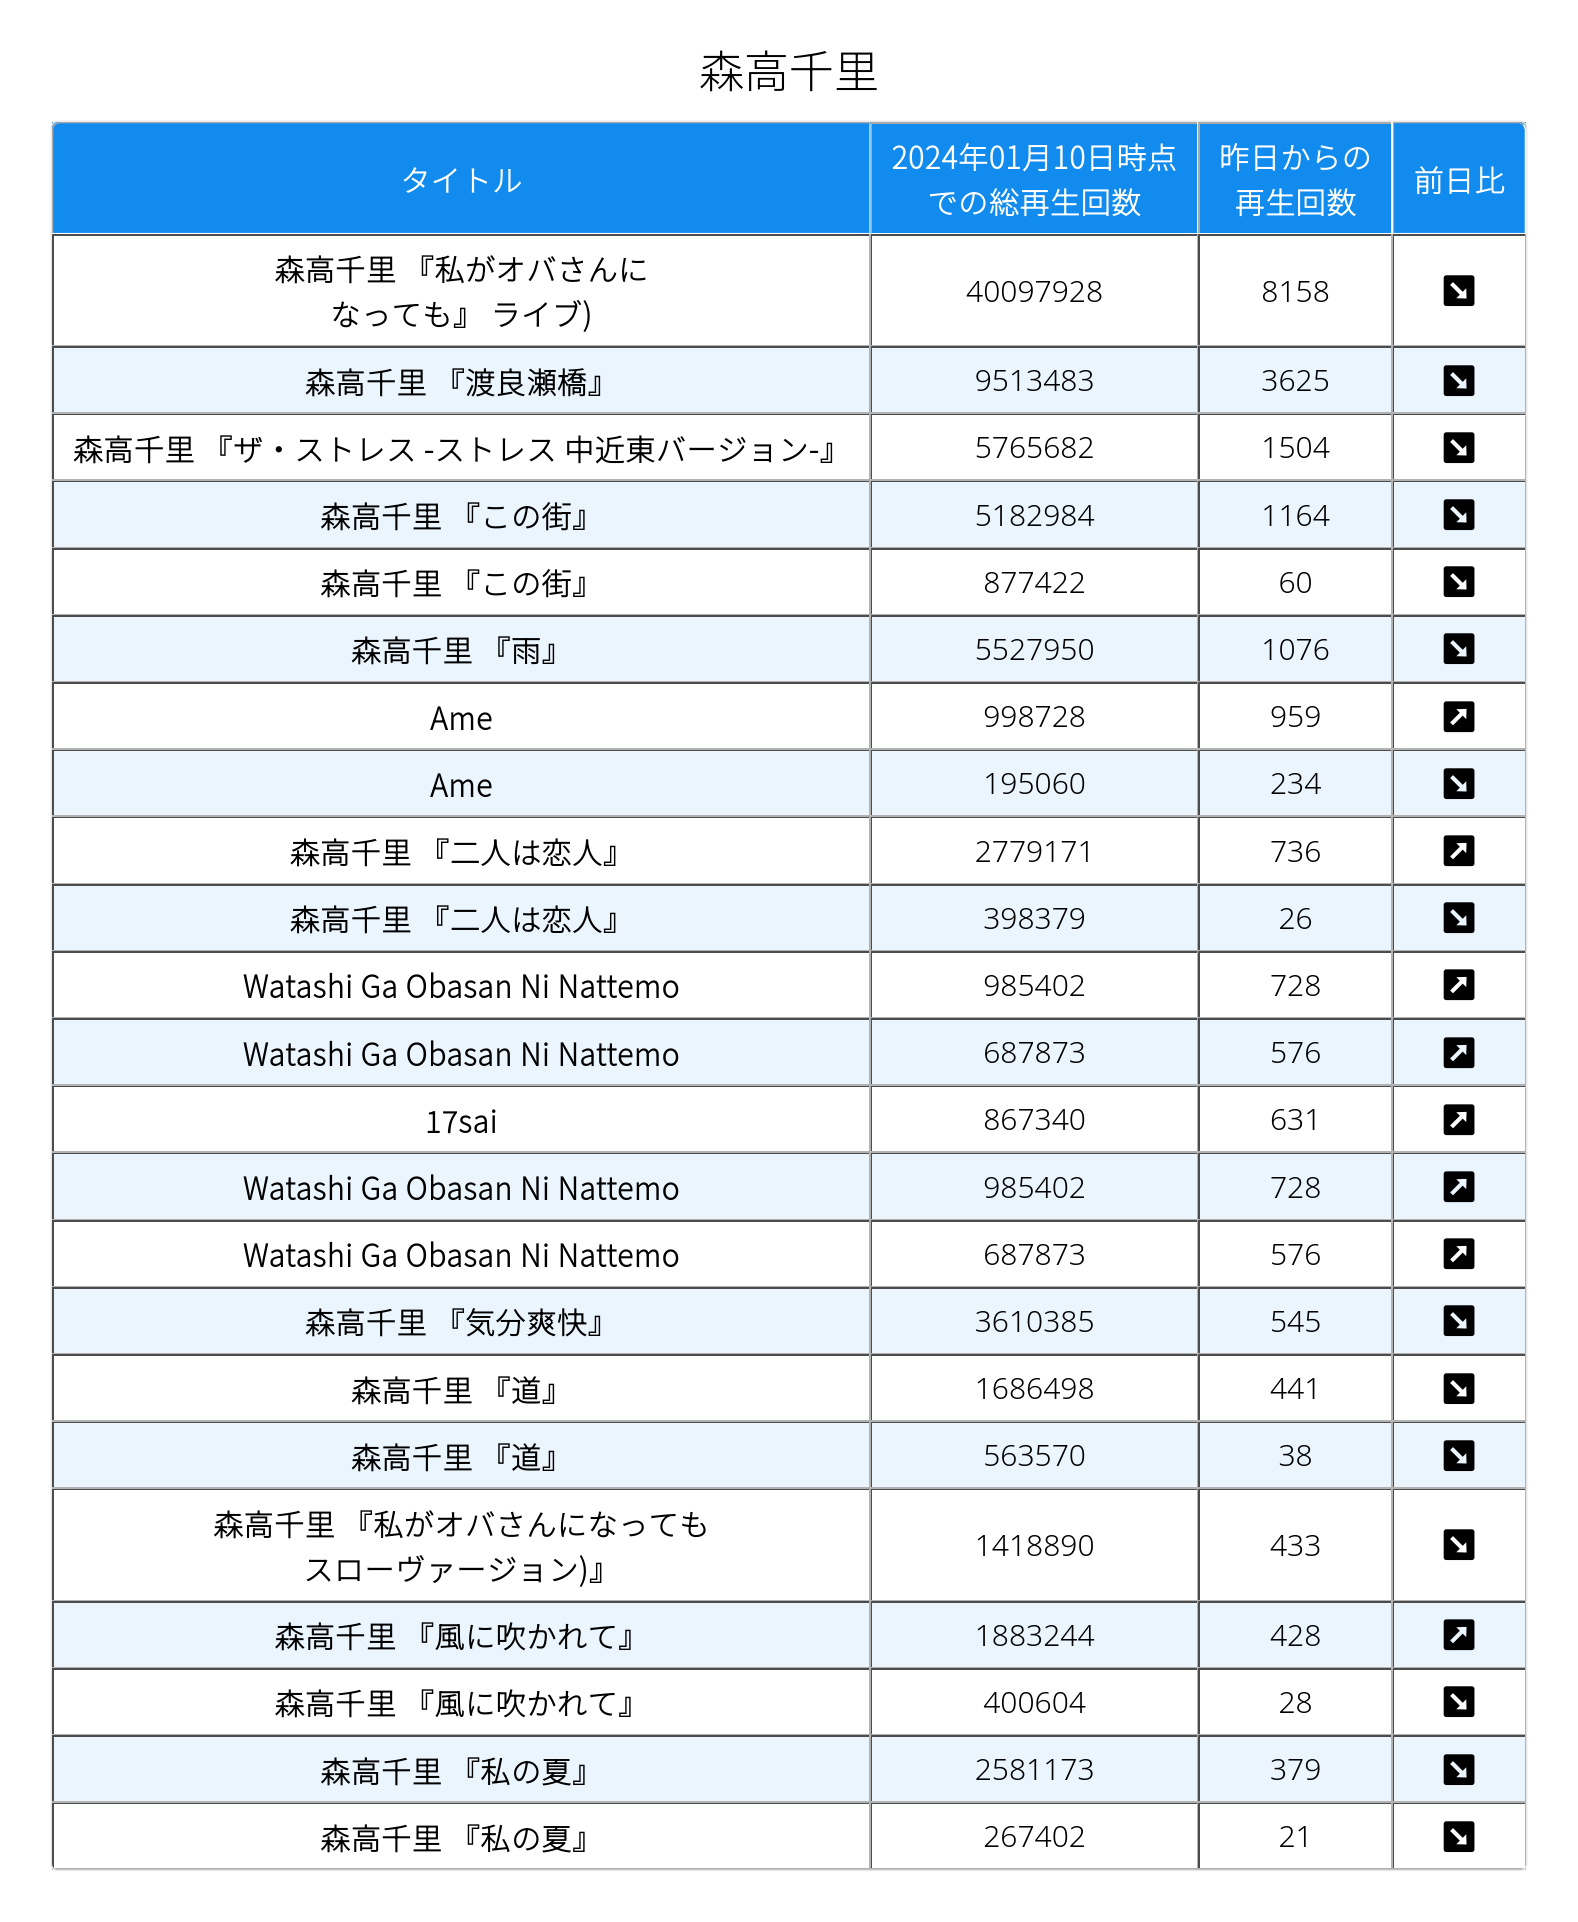 森高千里
タイトル
2024年01月10日時点
での総再生回数
昨日からの
再生回数
前日比
森高千里 『私がオバさんに
なっても』 ライブ)
40097928
8158
森高千里 『渡良瀬橋』
9513483
3625
森高千里 『ザ・ストレス -ストレス 中近東バージョン-』
5765682
1504
森高千里 『この街』
5182984
1164
森高千里 『この街』
877422
60
森高千里 『雨』
5527950
1076
Ame
998728
959
Ame
195060
234
森高千里 『二人は恋人』
2779171
736
森高千里 『二人は恋人』
398379
26
Watashi Ga Obasan Ni Nattemo
985402
728
Watashi Ga Obasan Ni Nattemo
687873
576
17sai
867340
631
Watashi Ga Obasan Ni Nattemo
985402
728
Watashi Ga Obasan Ni Nattemo
687873
576
森高千里 『気分爽快』
3610385
545
森高千里 『道』
1686498
441
森高千里 『道』
563570
38
森高千里 『私がオバさんになっても
スローヴァージョン)』
1418890
433
森高千里 『風に吹かれて』
1883244
428
森高千里 『風に吹かれて』
400604
28
森高千里 『私の夏』
2581173
379
森高千里 『私の夏』
267402
21